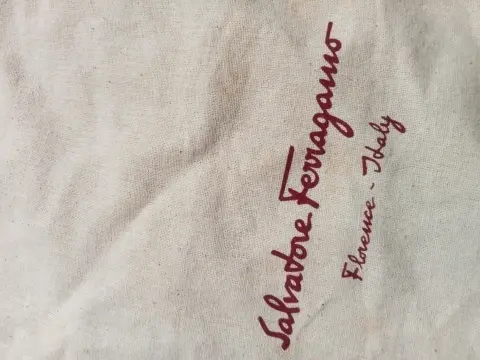 Salvatore Ferragamo
Florence - Italy